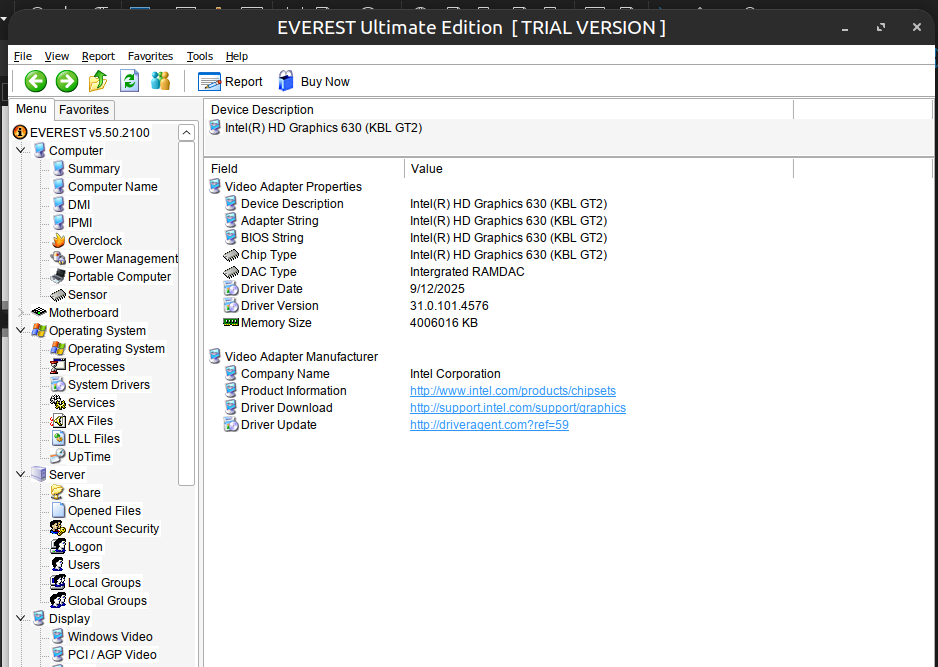 EVEREST Ultimate Edition [ TRIAL VERSION ]
File View Report Favorites Tools Help
Report Buy Now
Menu Favorites
EVEREST v5.50.2100
Computer
Summary
Computer Name
DMI
IPMI
Overclock
Power Management
Portable Computer
Sensor
Motherboard
Operating System
Operating System
Processes
System Drivers
Services
AX Files
DLL Files
UpTime
Server
Share
Opened Files
Account Security
Logon
Users
Local Groups
Global Groups
Display
Windows Video
PCI / AGP Video
Device Description
Intel(R) HD Graphics 630 (KBL GT2)
Field Value
Video Adapter Properties
Device Description Intel(R) HD Graphics 630 (KBL GT2)
Adapter String Intel(R) HD Graphics 630 (KBL GT2)
BIOS String Intel(R) HD Graphics 630 (KBL GT2)
Chip Type Intel(R) HD Graphics 630 (KBL GT2)
DAC Type Intergrated RAMDAC
Driver Date 9/12/2025
Driver Version 31.0.101.4576
Memory Size 4006016 KB
Video Adapter Manufacturer
Company Name Intel Corporation
Product Information http://www.intel.com/products/chipsets
Driver Download http://support.intel.com/support/graphics
Driver Update http://driveragent.com?ref=59